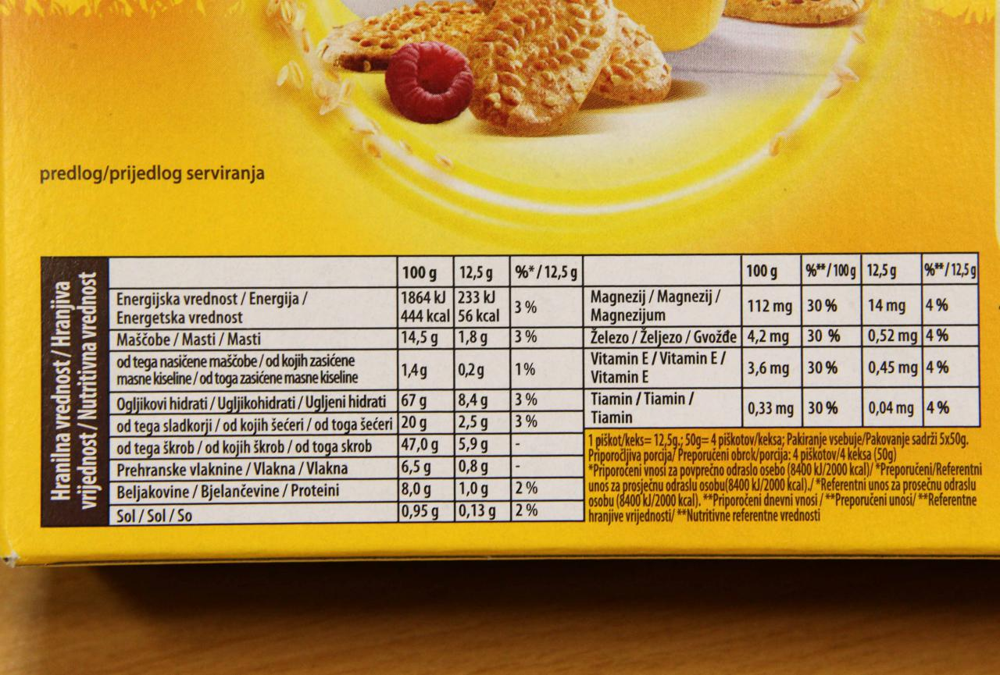 predlog/prijedlog serviranja
Hranilna vrednost / Hranjiva
vrijednost / Nutritivna vrednost
100 g 12,5 g %* / 12,5 g
Energijska vrednost / Energija /
Energetska vrednost
1864 kJ 233 kJ
444 kcal 56 kcal
3 %
Maščobe / Masti / Masti 14,5 g 1,8 g 3 %
od tega nasičene maščobe / od kojih zasićene
masne kiseline / od toga zasićene masne kiseline
1,4 g 0,2 g 1%
Ogljikovi hidrati / Ugljikohidrati / Ugljeni hidrati 67 g 8,4 g 3 %
od tega sladkorji / od kojih šećeri / od toga šećeri 20 g 2,5 g 3 %
od tega škrob / od kojih škrob / od toga skrob 47,0 g 5,9 g -
Prehranske vlaknine / Vlakna / Vlakna 6,5 g 0,8 g -
Beljakovine / Bjelančevine / Proteini 8,0 g 1,0 g 2 %
Sol / Sol / So 0,95 g 0,13 g 2 %
100 g %** / 100 g 12,5 g %** / 12,5 g
Magnezij / Magnezij /
Magnezijum
112 mg 30 % 14 mg 4 %
Železo / Željezo / Gvožđe 4,2 mg 30 % 0,52 mg 4 %
Vitamin E / Vitamin E /
Vitamin E
3,6 mg 30 % 0,45 mg 4 %
Tiamin / Tiamin /
Tiamin
0,33 mg 30 % 0,04 mg 4 %
1 piškot/keks= 12,5g.; 50g= 4 piškotov/keksa; Pakiranje vsebuje/Pakovanje sadrži 5x50g.
Priporočljiva porcija/ Preporučeni obrok/porcija: 4 piškotov/4 keksa (50g)
*Priporočeni vnosi za povprečno odraslo osebo (8400 kJ/2000 kcal)/ *Preporučeni/Referentni
unos za prosječnu odraslu osobu(8400 kJ/2000 kcal)./ *Referentni unos za prosečnu odraslu
osobu (8400 kJ/2000 kcal). **Priporočeni dnevni vnosi / **Preporučeni unosi/ **Referentne
hranjive vrijednosti/ **Nutritivne referentne vrednosti